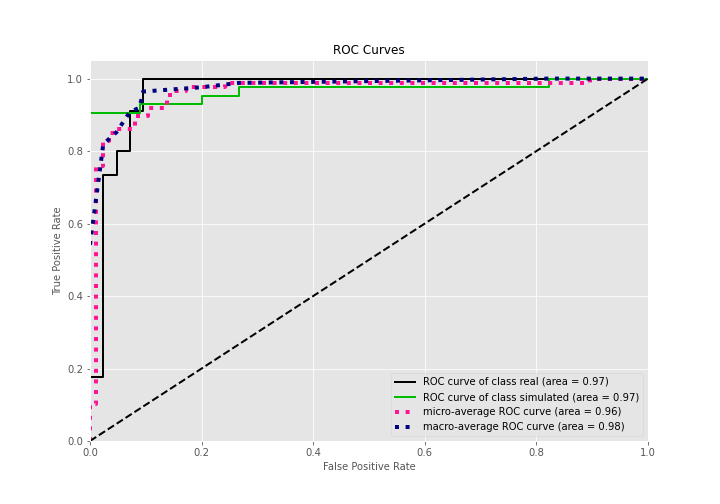 ROC Curves
True Positive Rate
1.0
0.8
0.6
0.4
0.2
0.0
0.0 0.2 0.4 0.6 0.8 1.0
False Positive Rate
ROC curve of class real (area = 0.97)
ROC curve of class simulated (area = 0.97)
micro-average ROC curve (area = 0.96)
macro-average ROC curve (area = 0.98)